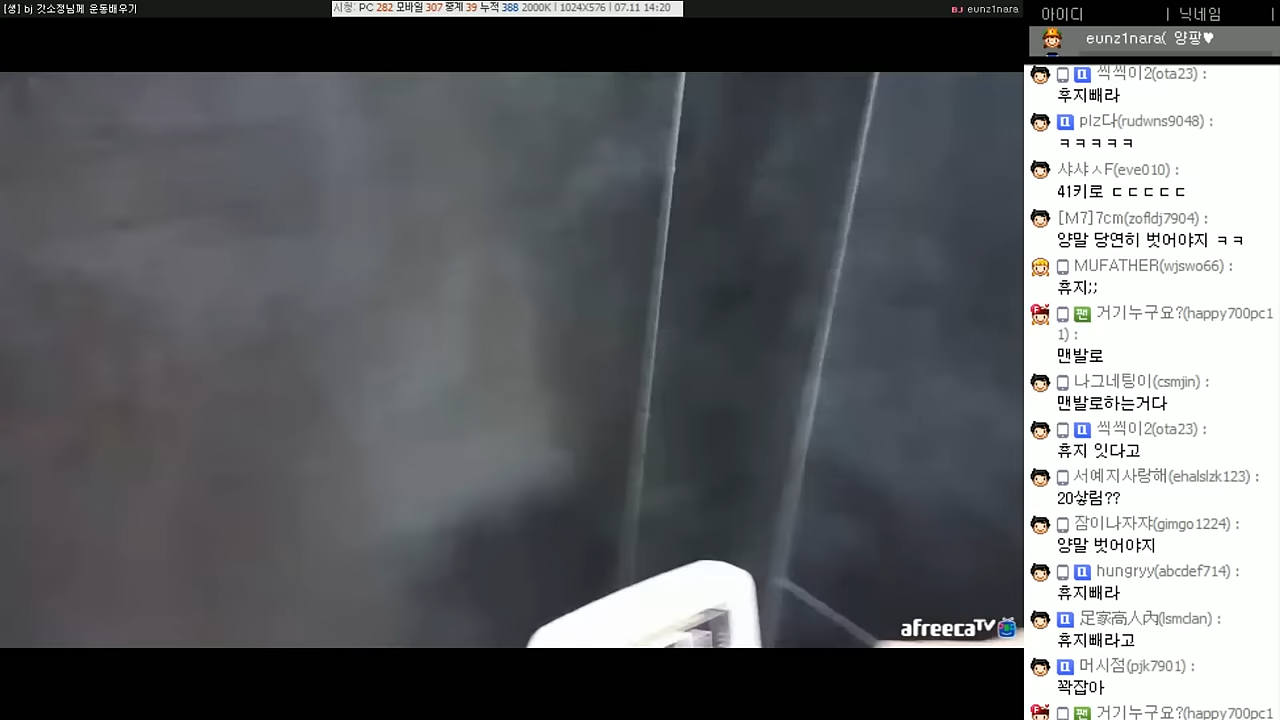 [생] bj 갓소정님께 운동배우기
시청: PC 282 모바일 307 중계 39 누적 388 2000K | 1024X576 | 07.11 14:20
BJ eunz1nara
아이디 | 닉네임 |
eunz1nara( 양팡♥
씩씩이2(ota23) :
휴지빼라
plz다(rudwns9048) :
ㅋㅋㅋㅋㅋ
샤샤ㅅF(eve010) :
41키로 ㄷㄷㄷㄷㄷ
[M7]7cm(zofldj7904) :
양말 당연히 벗어야지 ㅋㅋ
MUFATHER(wjswo66) :
휴지;;
팬 거기누구요?(happy700pc1
1) :
맨발로
나그네팅이(csmjin) :
맨발로하는거다
씩씩이2(ota23) :
휴지 잇다고
서예지사랑해(ehalslzk123) :
20샇림??
잠이나자쟈(gimgo1224) :
양말 벗어야지
hungryy(abcdef714) :
휴지빼라
足家高人內(lsmclan) :
휴지빼라고
머시점(pjk7901) :
꽉잡아
팬 거기누구요?(happy700pc1
afreecaTV